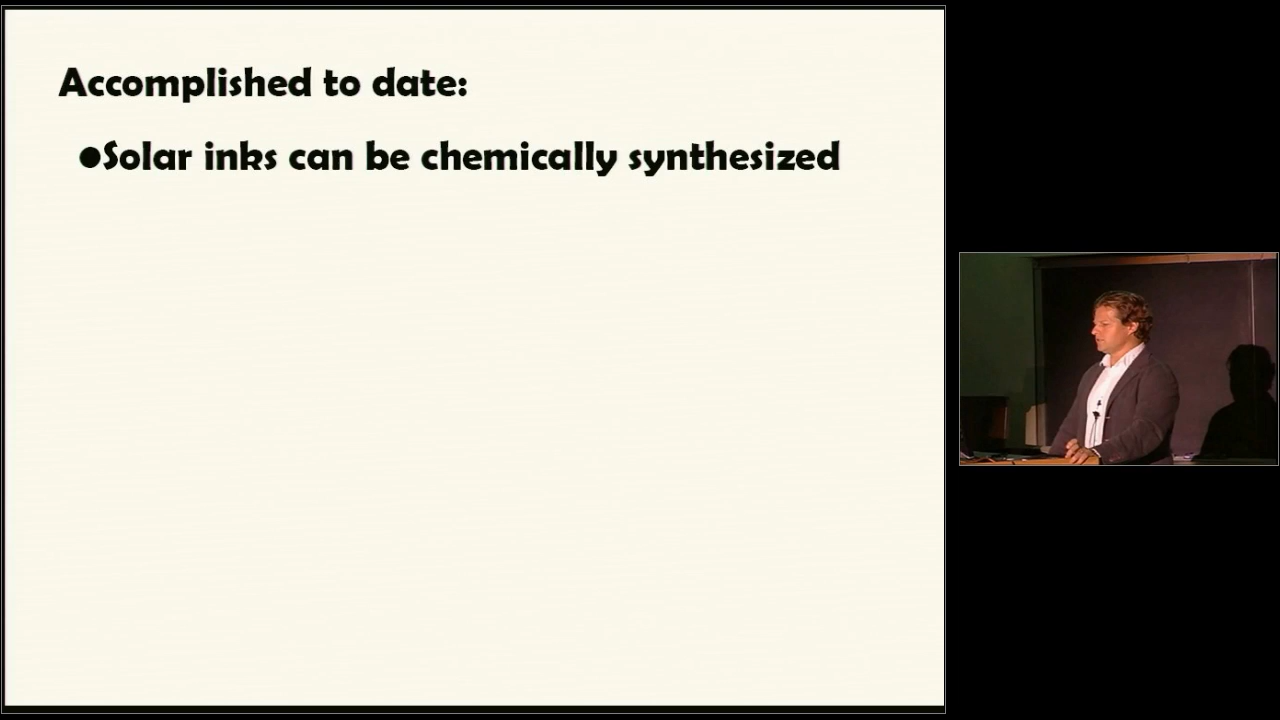 Accomplished to date:
•Solar inks can be chemically synthesized